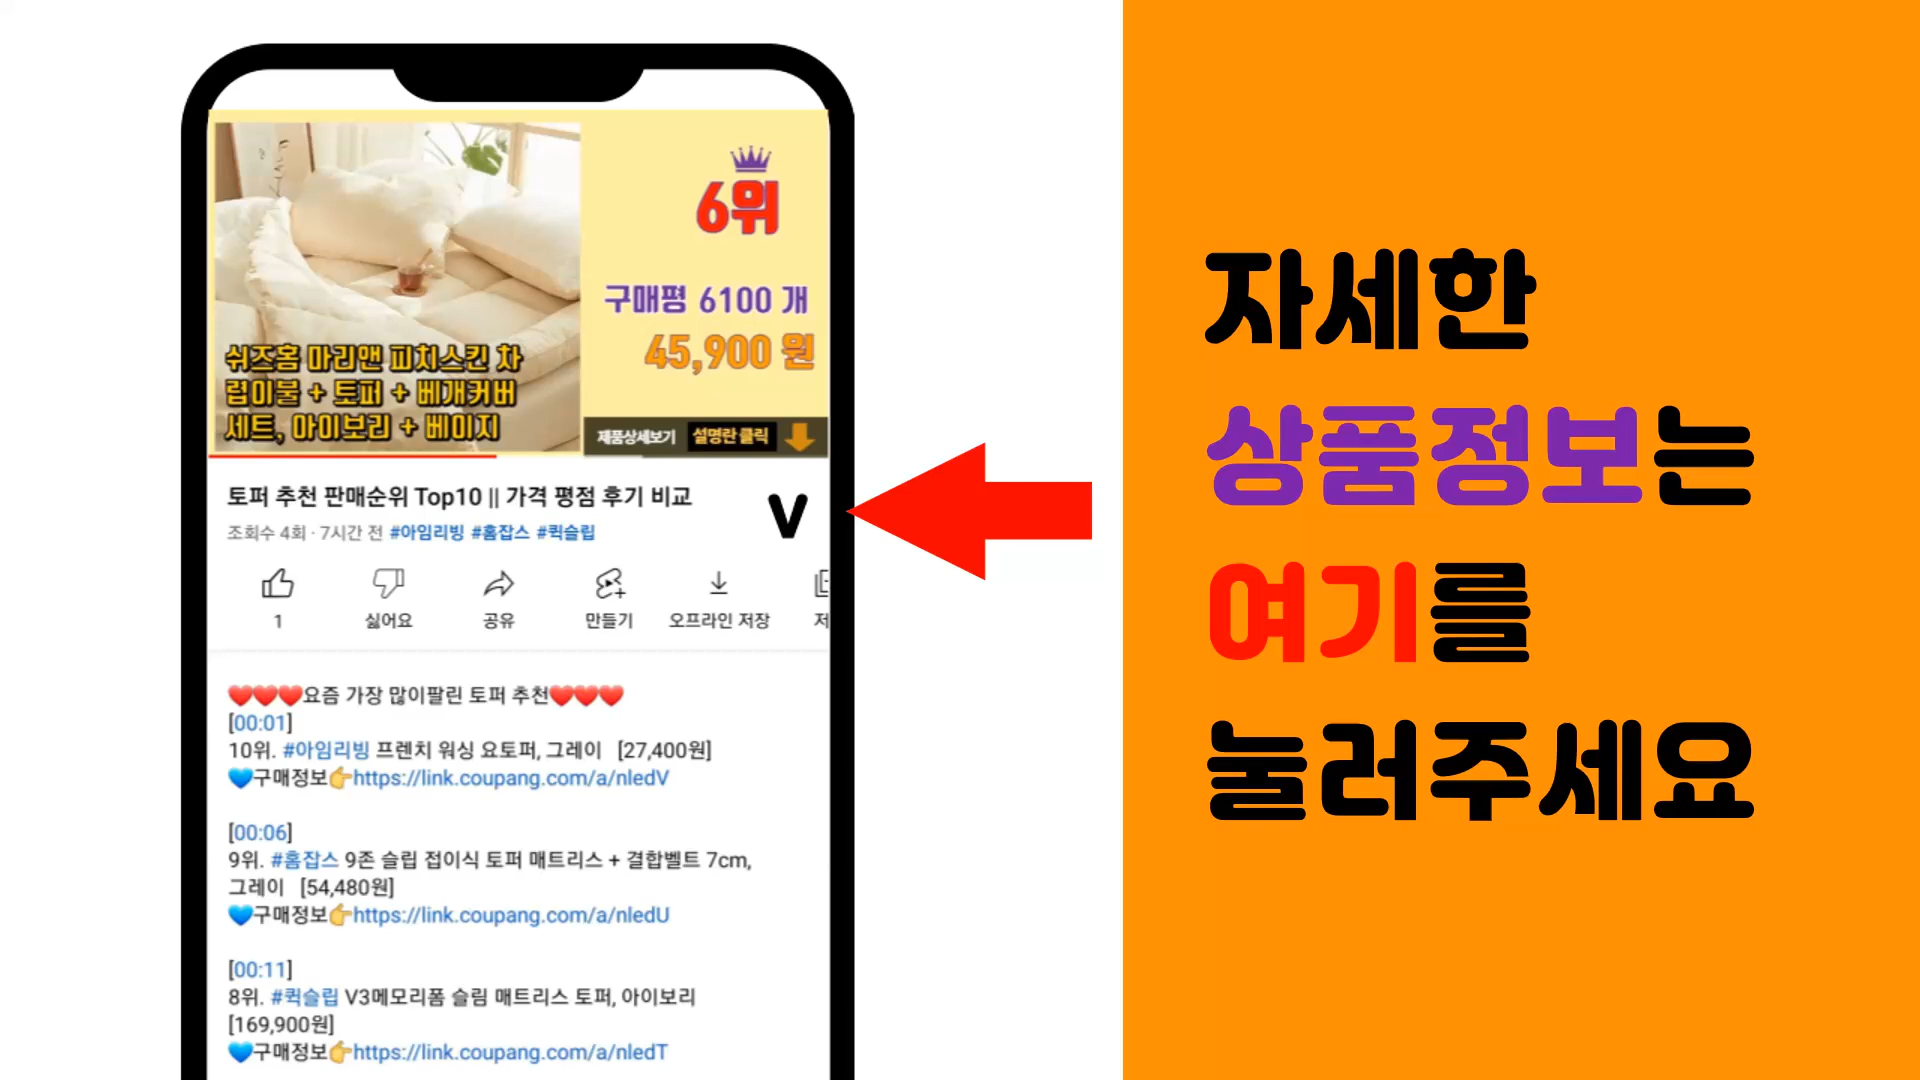 6위
구매평 6100 개
45,900 원
쉬즈홈 마리앤 피치스킨 차
렵이불 + 토퍼 + 베개커버
세트, 아이보리 + 베이지
제품상세보기 설명란 클릭
토퍼 추천 판매순위 Top10 || 가격 평점 후기 비교
V
조회수 4회 · 7시간 전 #아임리빙 #홈잡스 #퀵슬립
1 싫어요 공유 만들기 오프라인 저장 저
❤️❤️❤️요즘 가장 많이팔린 토퍼 추천❤️❤️❤️
[00:01]
10위. #아임리빙 프렌치 워싱 요토퍼, 그레이 [27,400원]
💙구매정보👉https://link.coupang.com/a/nledV
[00:06]
9위. #홈잡스 9존 슬립 접이식 토퍼 매트리스 + 결합벨트 7cm,
그레이 [54,480원]
💙구매정보👉https://link.coupang.com/a/nledU
[00:11]
8위. #퀵슬립 V3메모리폼 슬림 매트리스 토퍼, 아이보리
[169,900원]
💙구매정보👉https://link.coupang.com/a/nledT
자세한
상품정보는
여기를
눌러주세요